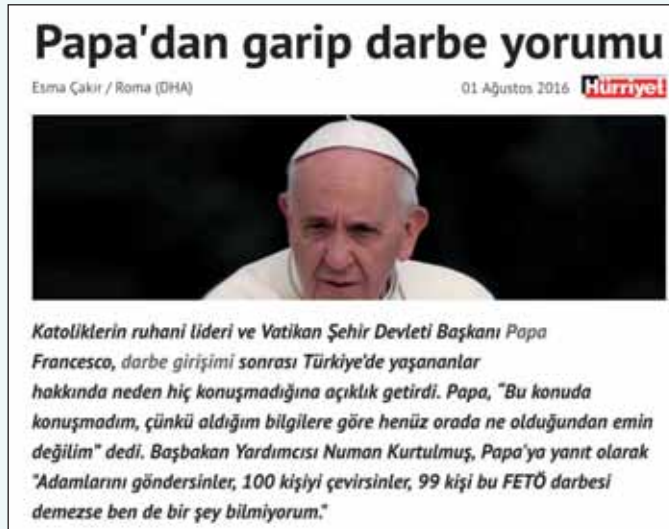 Papa'dan garip darbe yorumu
Esma Çakır / Roma (DHA) 01 Ağustos 2016 Hürriyet
Katoliklerin ruhani lideri ve Vatikan Şehir Devleti Başkanı Papa
Francesco, darbe girişimi sonrası Türkiye'de yaşananlar
hakkında neden hiç konuşmadığına açıklık getirdi. Papa, "Bu konuda
konuşmadım, çünkü aldığım bilgilere göre henüz orada ne olduğundan emin
değilim" dedi. Başbakan Yardımcısı Numan Kurtulmuş, Papa'ya yanıt olarak
"Adamlarını göndersinler, 100 kişiyi çevirsinler, 99 kişi bu FETÖ darbesi
demezse ben de bir şey bilmiyorum."